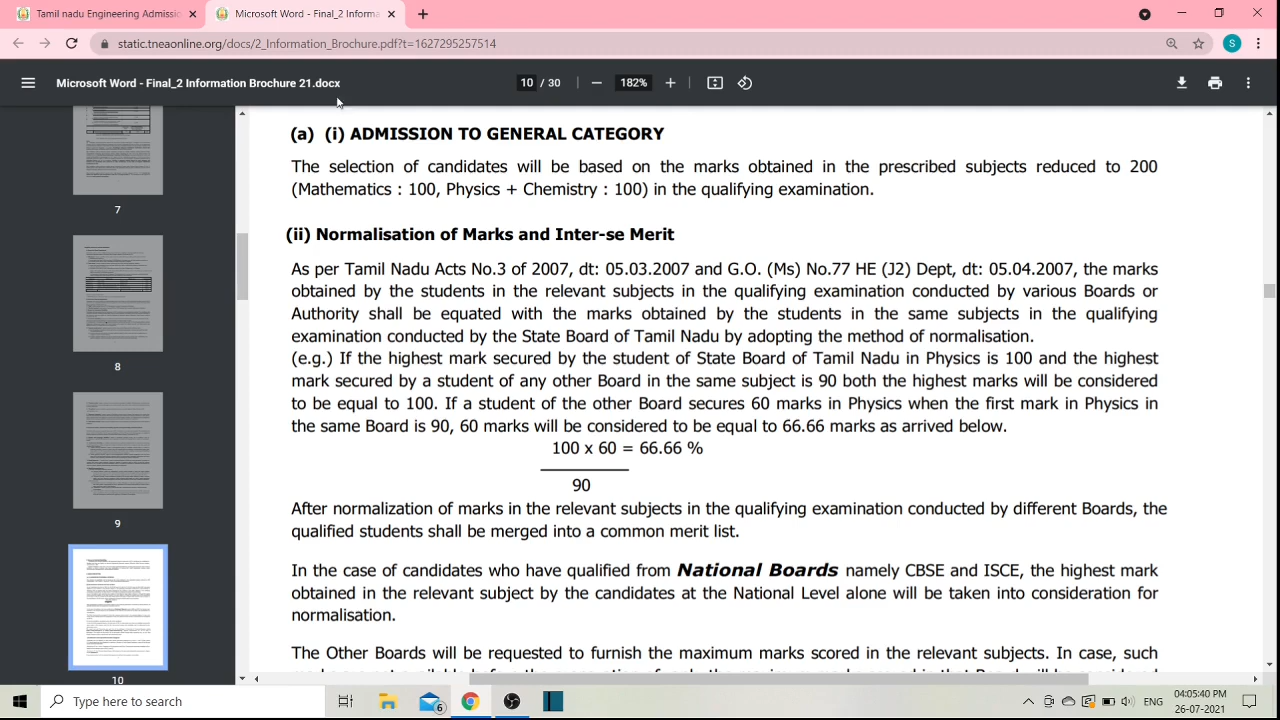 Tamil nadu Engineering Admissi
Microsoft Word - Final_2 Informa
static.tneaonline.org/docs/2_Information_Brochure.pdf?t=1627295257514
S
Microsoft Word - Final_2 Information Brochure 21.docx
10 / 30
182%
7
8
9
10
(a) (i) ADMISSION TO GENERAL CATEGORY
The selection of candidates will be based on the marks obtained in the prescribed subjects reduced to 200
(Mathematics : 100, Physics + Chemistry : 100) in the qualifying examination.
(ii) Normalisation of Marks and Inter-se Merit
As per Tamil Nadu Acts No.3 of 2007, dt: 05.03.2007 and G.O. (Ms) No.77 HE (J2) Dept, dt: 05.04.2007, the marks
obtained by the students in the relevant subjects in the qualifying examination conducted by various Boards or
Authority shall be equated with the marks obtained by the students in the same subjects in the qualifying
examination conducted by the State Board of Tamil Nadu by adopting the method of normalisation.
(e.g.) If the highest mark secured by the student of State Board of Tamil Nadu in Physics is 100 and the highest
mark secured by a student of any other Board in the same subject is 90 both the highest marks will be considered
to be equal to 100. If a student of the other Board secures 60 marks in Physics when the first mark in Physics in
the same Board is 90, 60 marks will be considered to be equal to 66.66 marks as arrived below.
100 x 60 = 66.66 %
90
After normalization of marks in the relevant subjects in the qualifying examination conducted by different Boards, the
qualified students shall be merged into a common merit list.
In the case of candidates who have qualified from National Boards namely CBSE and ISCE, the highest mark
obtained in the relevant subject by the candidates at the National level alone will be taken into consideration for
normalisation.
The Other Boards will be requested to furnish the maximum marks scored in the relevant subjects. In case, such
Type here to search
6
ENG
04:05:40 PM
26-07-2021